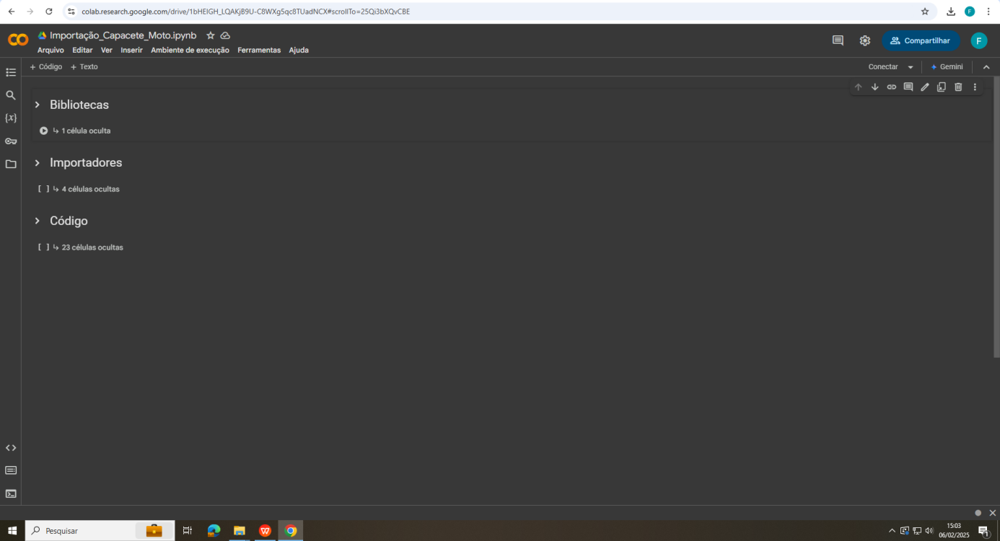 colab.research.google.com/drive/1bHEIGH_LQAKjB9U-C8WXg5qc8TUadNCX#scrollTo=25Qi3bXQvCBE
F
Importação_Capacete_Moto.ipynb
Arquivo Editar Ver Inserir Ambiente de execução Ferramentas Ajuda
Compartilhar
F
+ Código + Texto
Conectar
Gemini
{x}
Bibliotecas
1 célula oculta
Importadores
[ ] 4 células ocultas
Código
[ ] 23 células ocultas
Pesquisar
15:03
06/02/2025
1